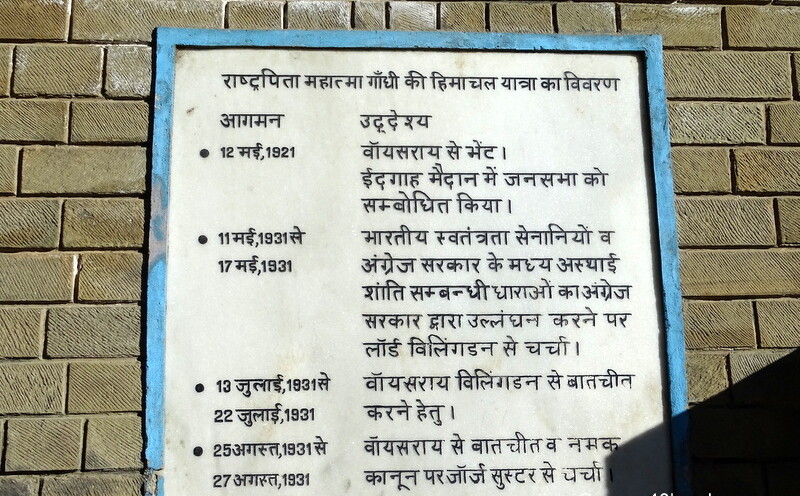 राष्ट्रपिता महात्मा गाँधी की हिमाचल यात्रा का विवरण
आगमन उद्देश्य
• 12 मई,1921 वॉयसराय से भेंट।
ईदगाह मैदान में जनसभा को
सम्बोधित किया।
• 11 मई,1931 से भारतीय स्वतंत्रता सेनानियों व
17 मई,1931 अंग्रेज सरकार के मध्य अस्थाई
शांति सम्बन्धी धाराओं का अंग्रेज
सरकार द्वारा उल्लंघन करने पर
लॉर्ड विलिंगडन से चर्चा।
• 13 जुलाई,1931 से वॉयसराय विलिंगडन से बातचीत
22 जुलाई,1931 करने हेतु।
• 25 अगस्त,1931 से वॉयसराय से बातचीत व नमक
27 अगस्त,1931 कानून पर जॉर्ज सुस्टर से चर्चा।